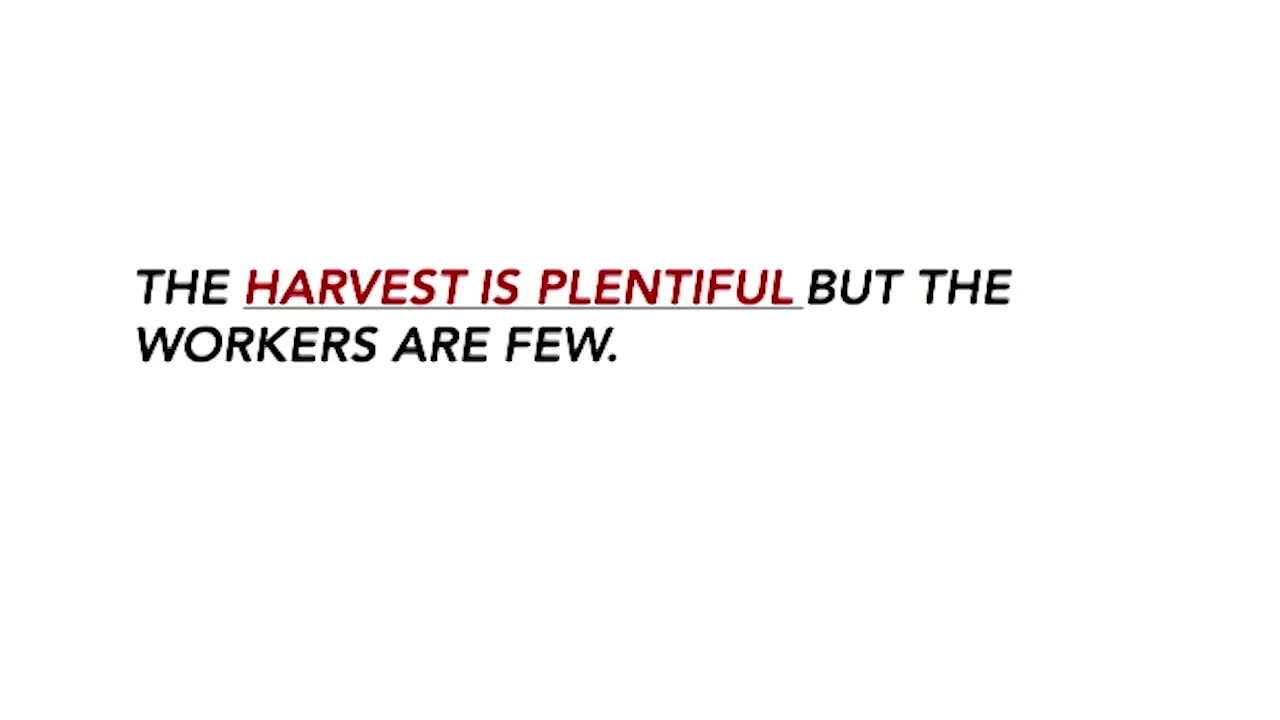 THE HARVEST IS PLENTIFUL BUT THE
WORKERS ARE FEW.